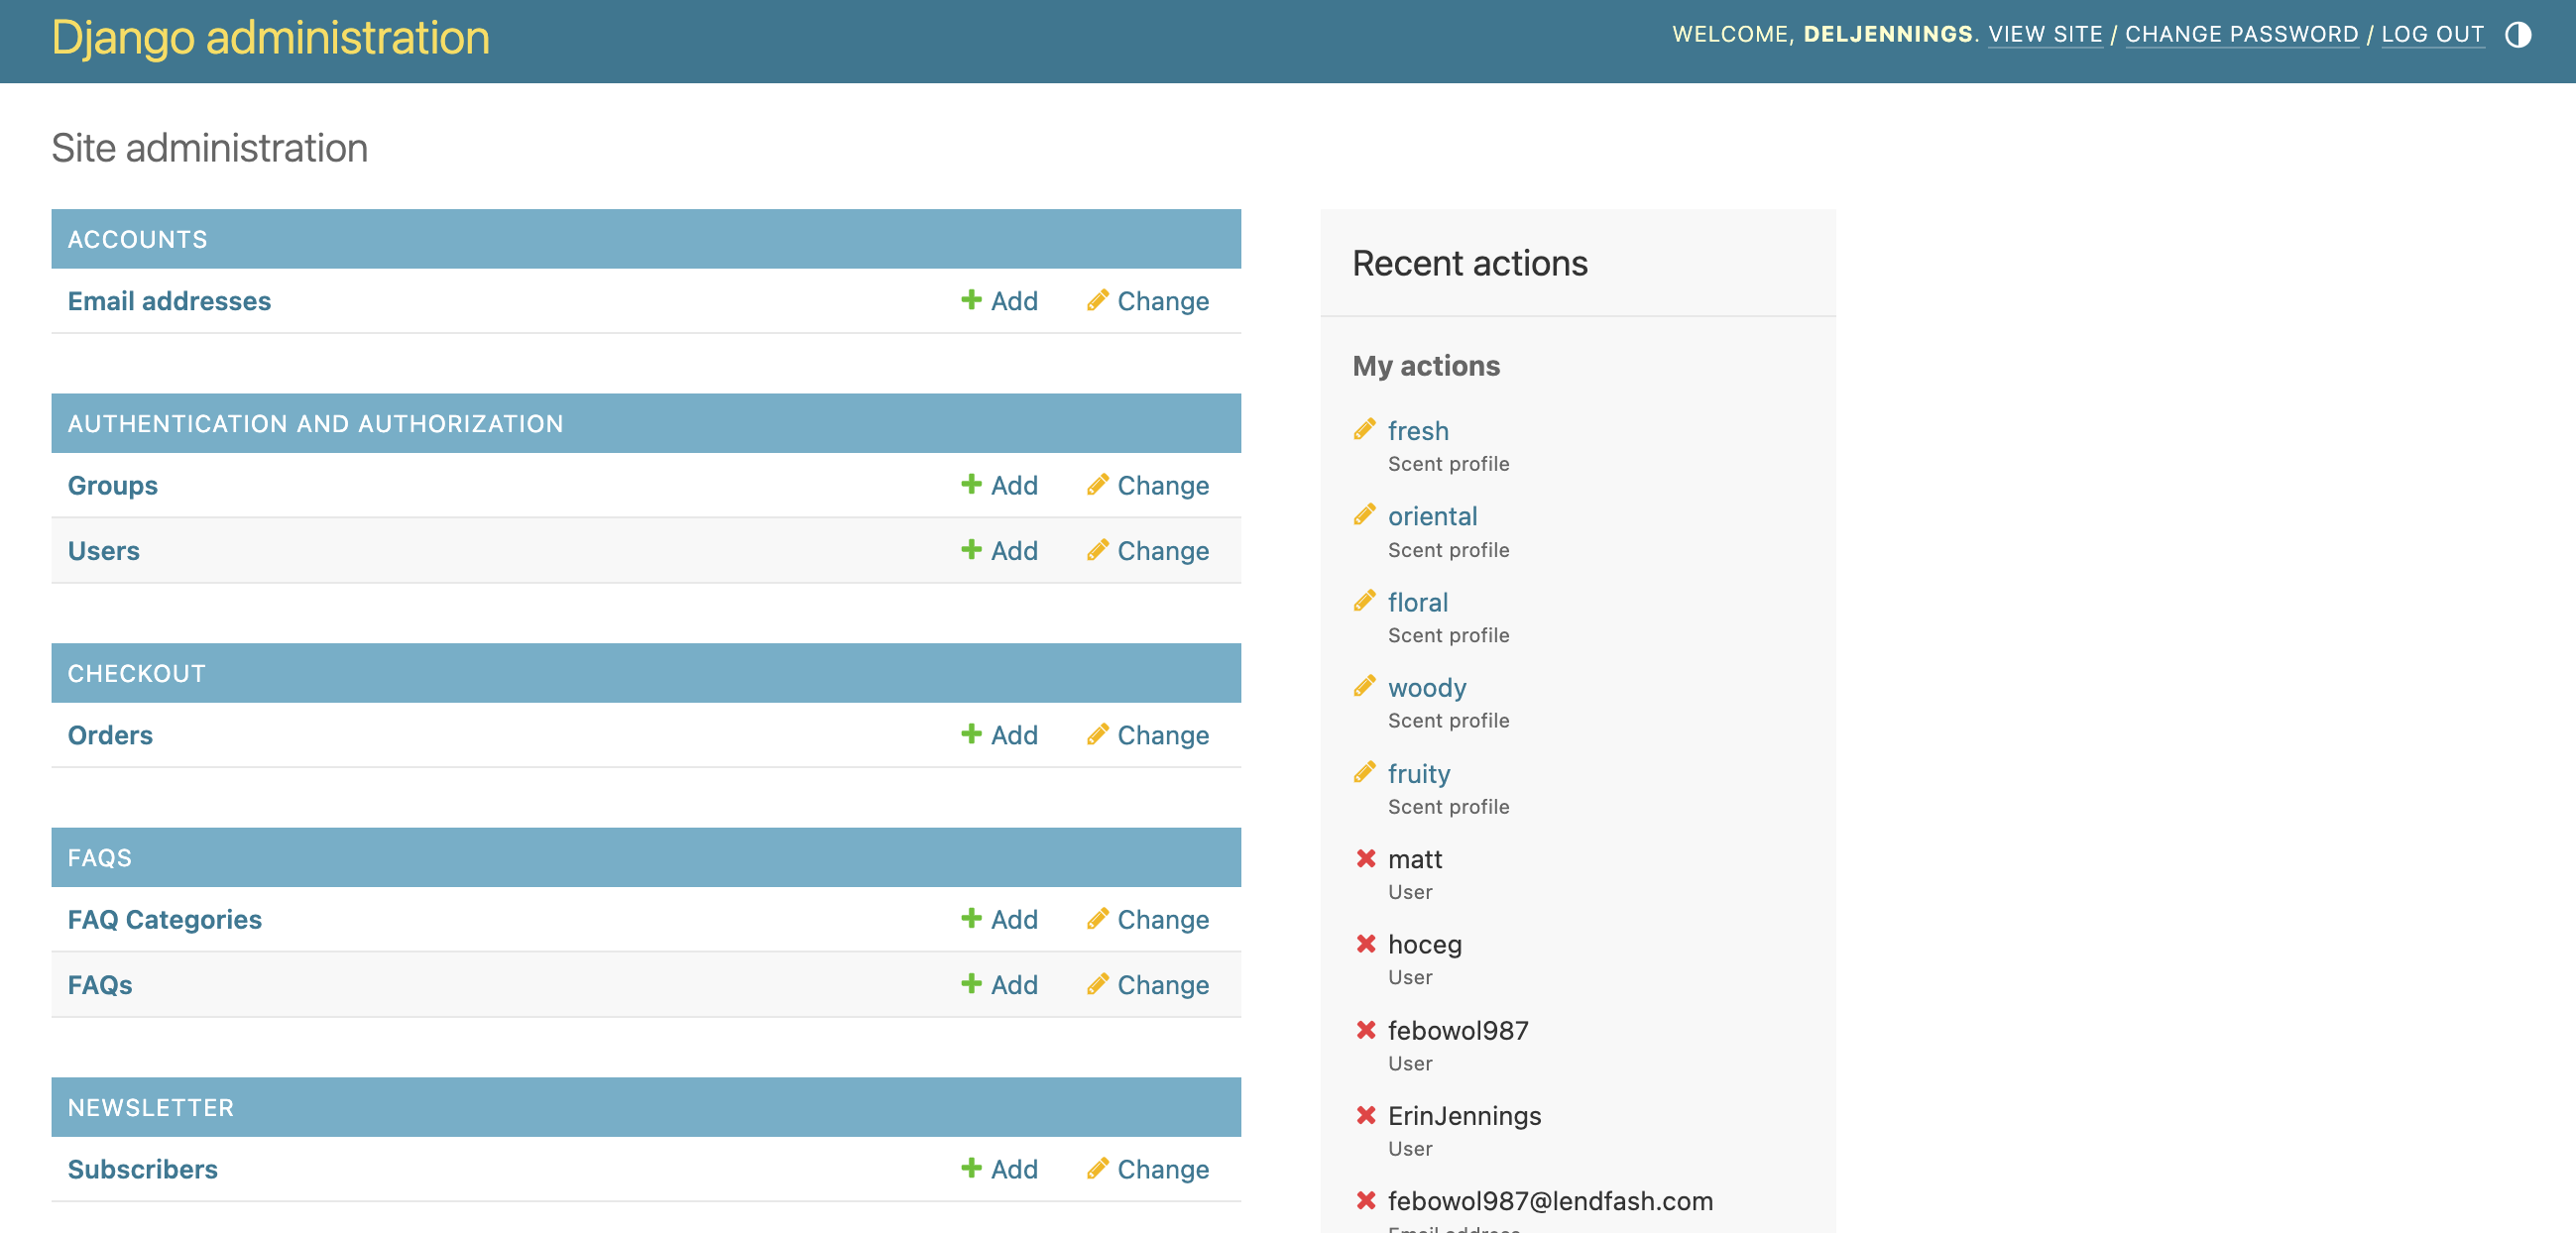 Django administration
WELCOME, DELJENNINGS. VIEW SITE / CHANGE PASSWORD / LOG OUT
Site administration
ACCOUNTS
Email addresses Add Change
AUTHENTICATION AND AUTHORIZATION
Groups Add Change
Users Add Change
CHECKOUT
Orders Add Change
FAQS
FAQ Categories Add Change
FAQs Add Change
NEWSLETTER
Subscribers Add Change
Recent actions
My actions
fresh
Scent profile
oriental
Scent profile
floral
Scent profile
woody
Scent profile
fruity
Scent profile
matt
User
hoceg
User
febowol987
User
ErinJennings
User
febowol987@lendfash.com
Email address